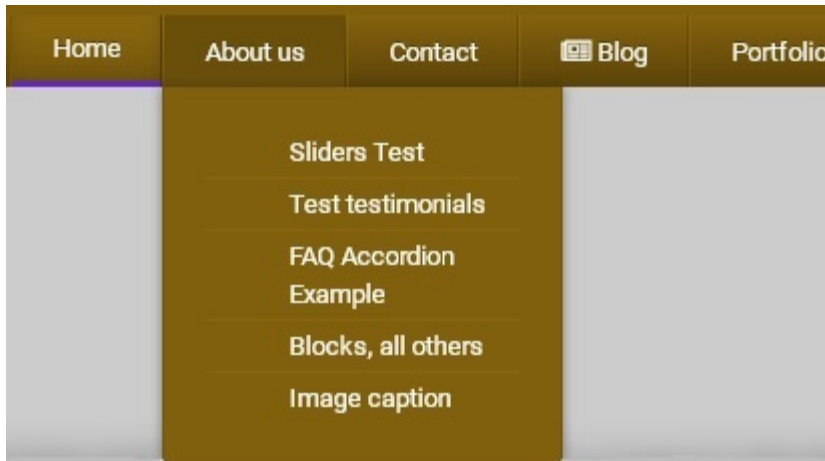 Home About us Contact Blog Portfolio
Sliders Test
Test testimonials
FAQ Accordion
Example
Blocks, all others
Image caption